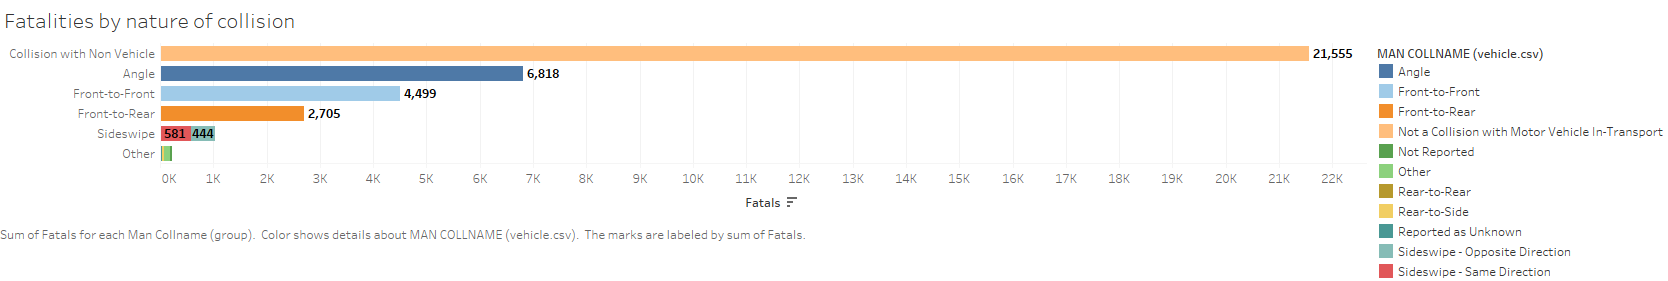 Fatalities by nature of collision
Collision with Non Vehicle 21,555
Angle 6,818
Front-to-Front 4,499
Front-to-Rear 2,705
Sideswipe 581 444
Other
0K 1K 2K 3K 4K 5K 6K 7K 8K 9K 10K 11K 12K 13K 14K 15K 16K 17K 18K 19K 20K 21K 22K
Fatals
Sum of Fatals for each Man Collname (group). Color shows details about MAN COLLNAME (vehicle.csv). The marks are labeled by sum of Fatals.
MAN COLLNAME (vehicle.csv)
Angle
Front-to-Front
Front-to-Rear
Not a Collision with Motor Vehicle In-Transport
Not Reported
Other
Rear-to-Rear
Rear-to-Side
Reported as Unknown
Sideswipe - Opposite Direction
Sideswipe - Same Direction